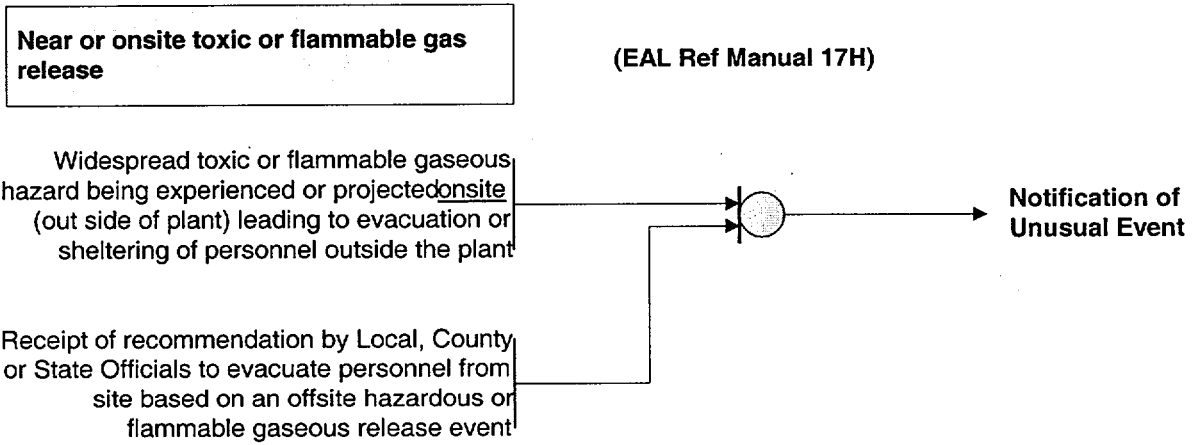 Near or onsite toxic or flammable gas
release
(EAL Ref Manual 17H)
Widespread toxic or flammable gaseous
hazard being experienced or projectedonsite
(out side of plant) leading to evacuation or
sheltering of personnel outside the plant
Notification of
Unusual Event
Receipt of recommendation by Local, County
or State Officials to evacuate personnel from
site based on an offsite hazardous or
flammable gaseous release event